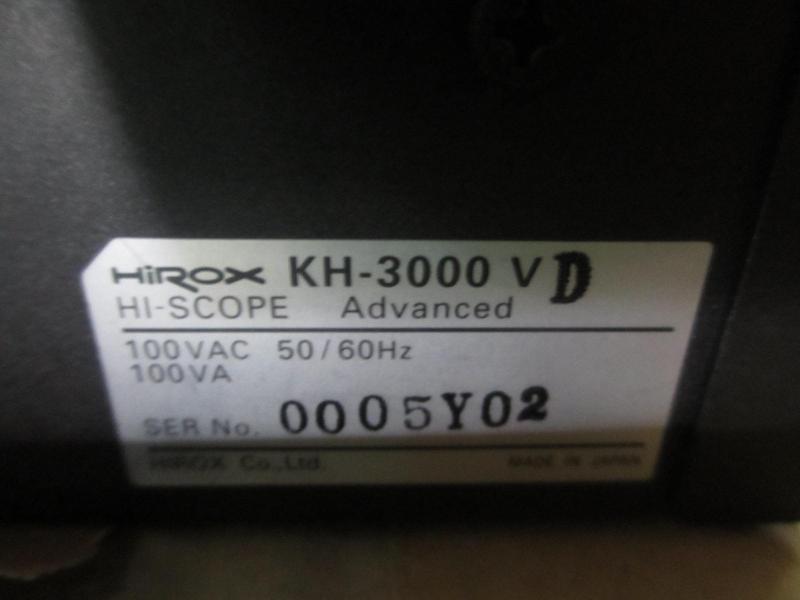 HiROX KH-3000 VD
HI-SCOPE Advanced
100VAC 50/60Hz
100VA
SER No. 0005Y02
HIROX Co.,Ltd. MADE IN JAPAN